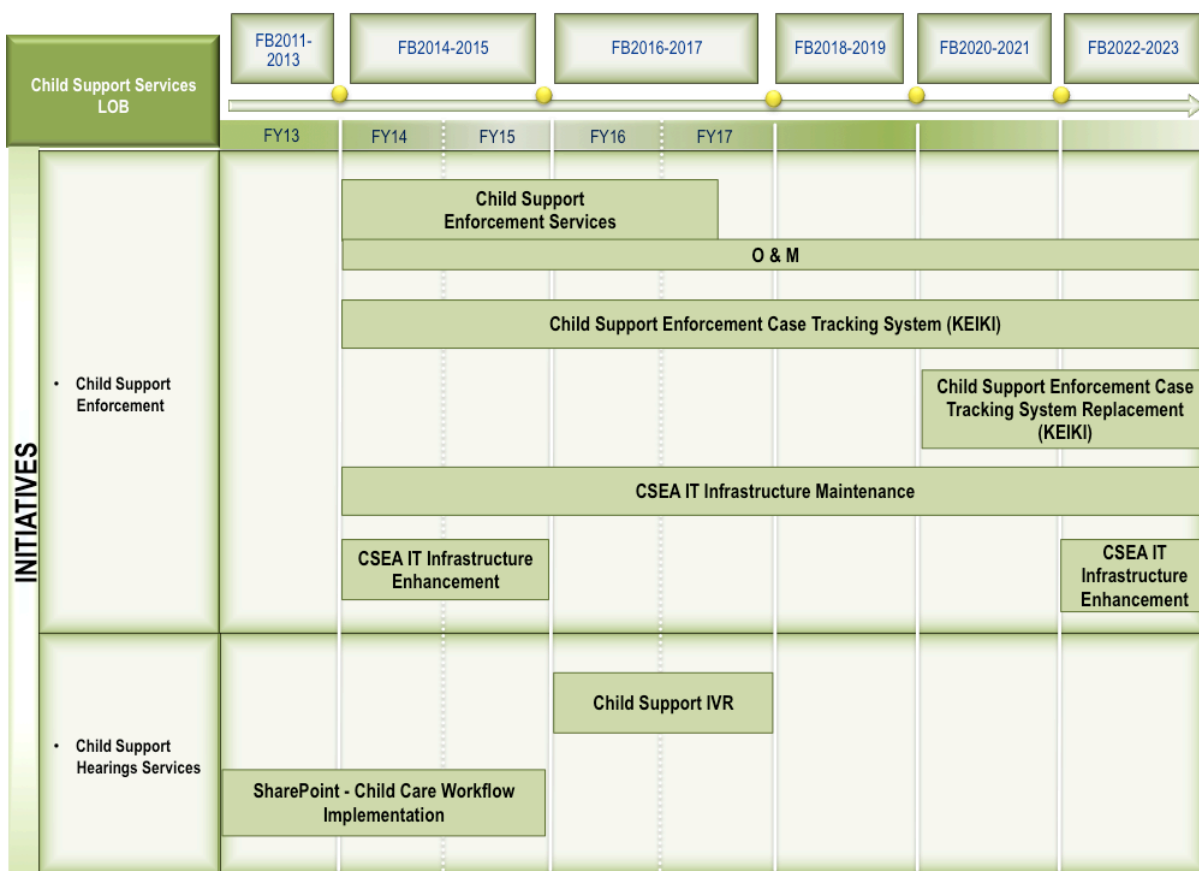 FB2011-
2013
FB2014-2015
FB2016-2017
FB2018-2019
FB2020-2021
FB2022-2023
Child Support Services
LOB
FY13
FY14
FY15
FY16
FY17
INITIATIVES
• Child Support
Enforcement
Child Support
Enforcement Services
O & M
Child Support Enforcement Case Tracking System (KEIKI)
Child Support Enforcement Case
Tracking System Replacement
(KEIKI)
CSEA IT Infrastructure Maintenance
CSEA IT Infrastructure
Enhancement
CSEA IT
Infrastructure
Enhancement
• Child Support
Hearings Services
Child Support IVR
SharePoint - Child Care Workflow
Implementation